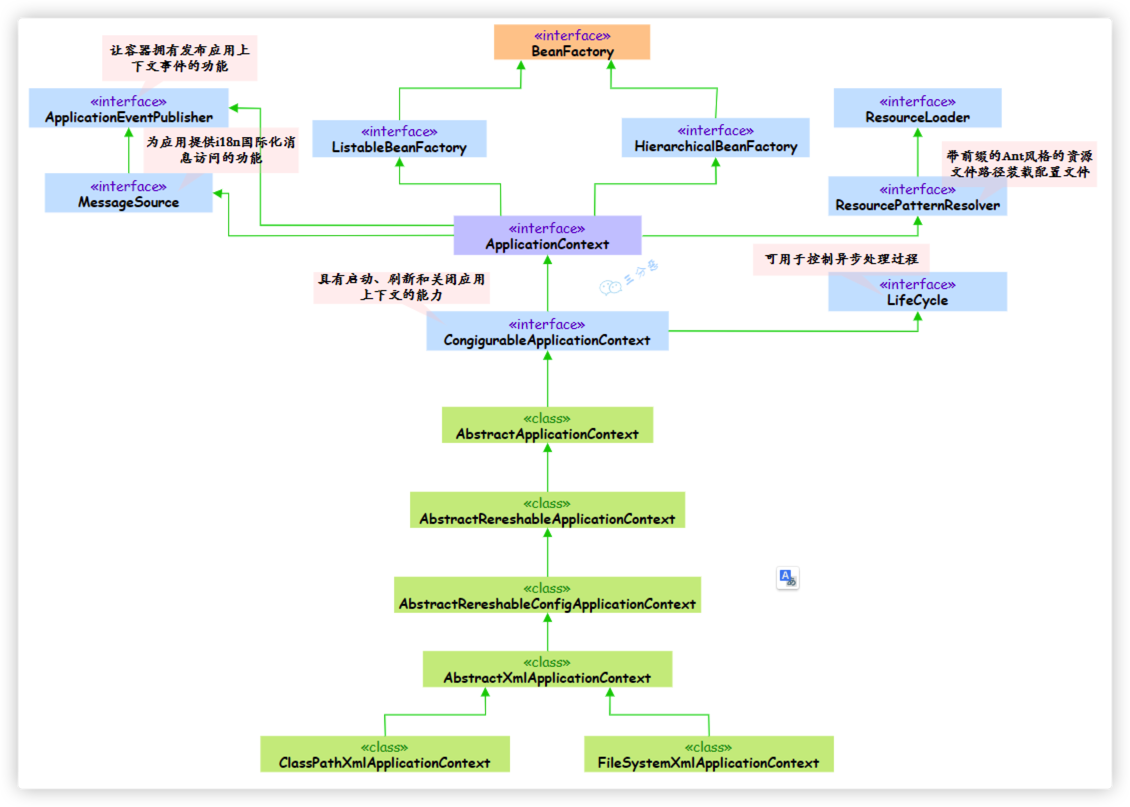 «interface»
BeanFactory
让容器拥有发布应用上
下文事件的功能
«interface»
ApplicationEventPublisher
«interface»
ListableBeanFactory
«interface»
HierarchicalBeanFactory
«interface»
ResourceLoader
为应用提供i18n国际化消
息访问的功能
带前缀的Ant风格的资源
文件路径装载配置文件
«interface»
MessageSource
«interface»
ResourcePatternResolver
«interface»
ApplicationContext
可用于控制异步处理过程
三分恶
具有启动、刷新和关闭应用
上下文的能力
«interface»
LifeCycle
«interface»
CongigurableApplicationContext
«class»
AbstractApplicationContext
«class»
AbstractRereshableApplicationContext
«class»
AbstractRereshableConfigApplicationContext
«class»
AbstractXmlApplicationContext
«class»
ClassPathXmlApplicationContext
«class»
FileSystemXmlApplicationContext